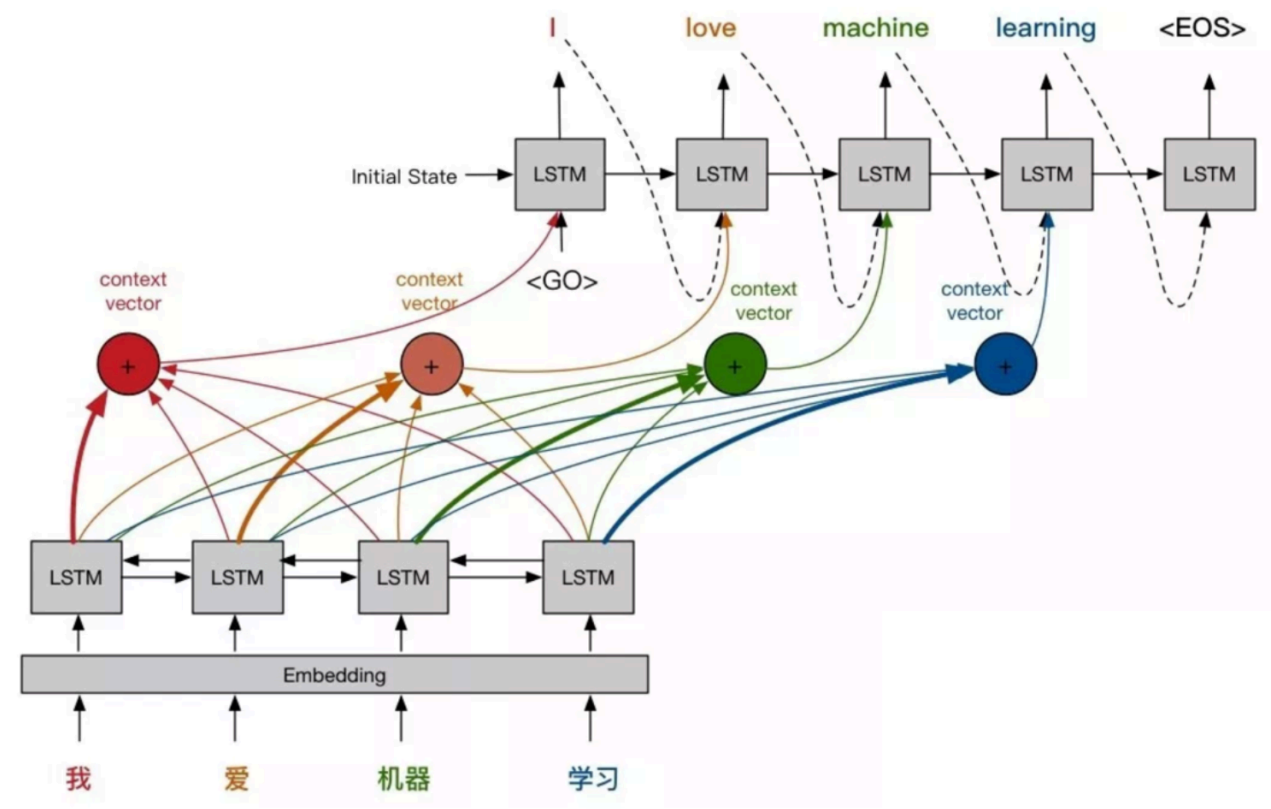 I love machine learning <EOS>
Initial State LSTM LSTM LSTM LSTM LSTM
<GO>
context
vector
context
vector
context
vector
context
vector
+ + + +
LSTM LSTM LSTM LSTM
Embedding
我 爱 机器 学习